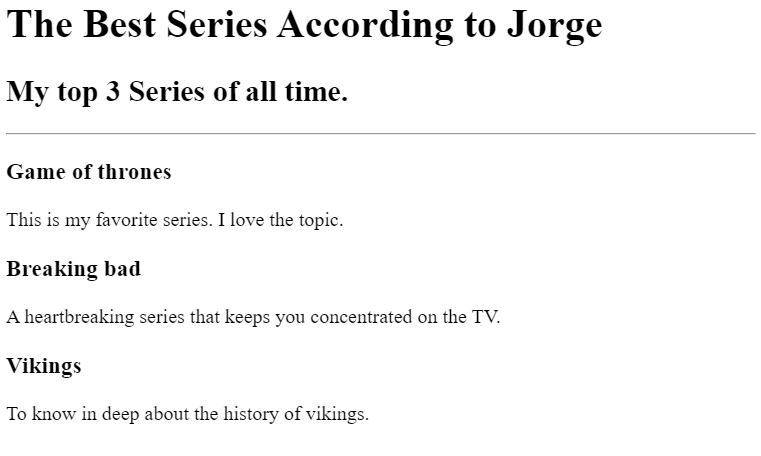 The Best Series According to Jorge
My top 3 Series of all time.
Game of thrones
This is my favorite series. I love the topic.
Breaking bad
A heartbreaking series that keeps you concentrated on the TV.
Vikings
To know in deep about the history of vikings.